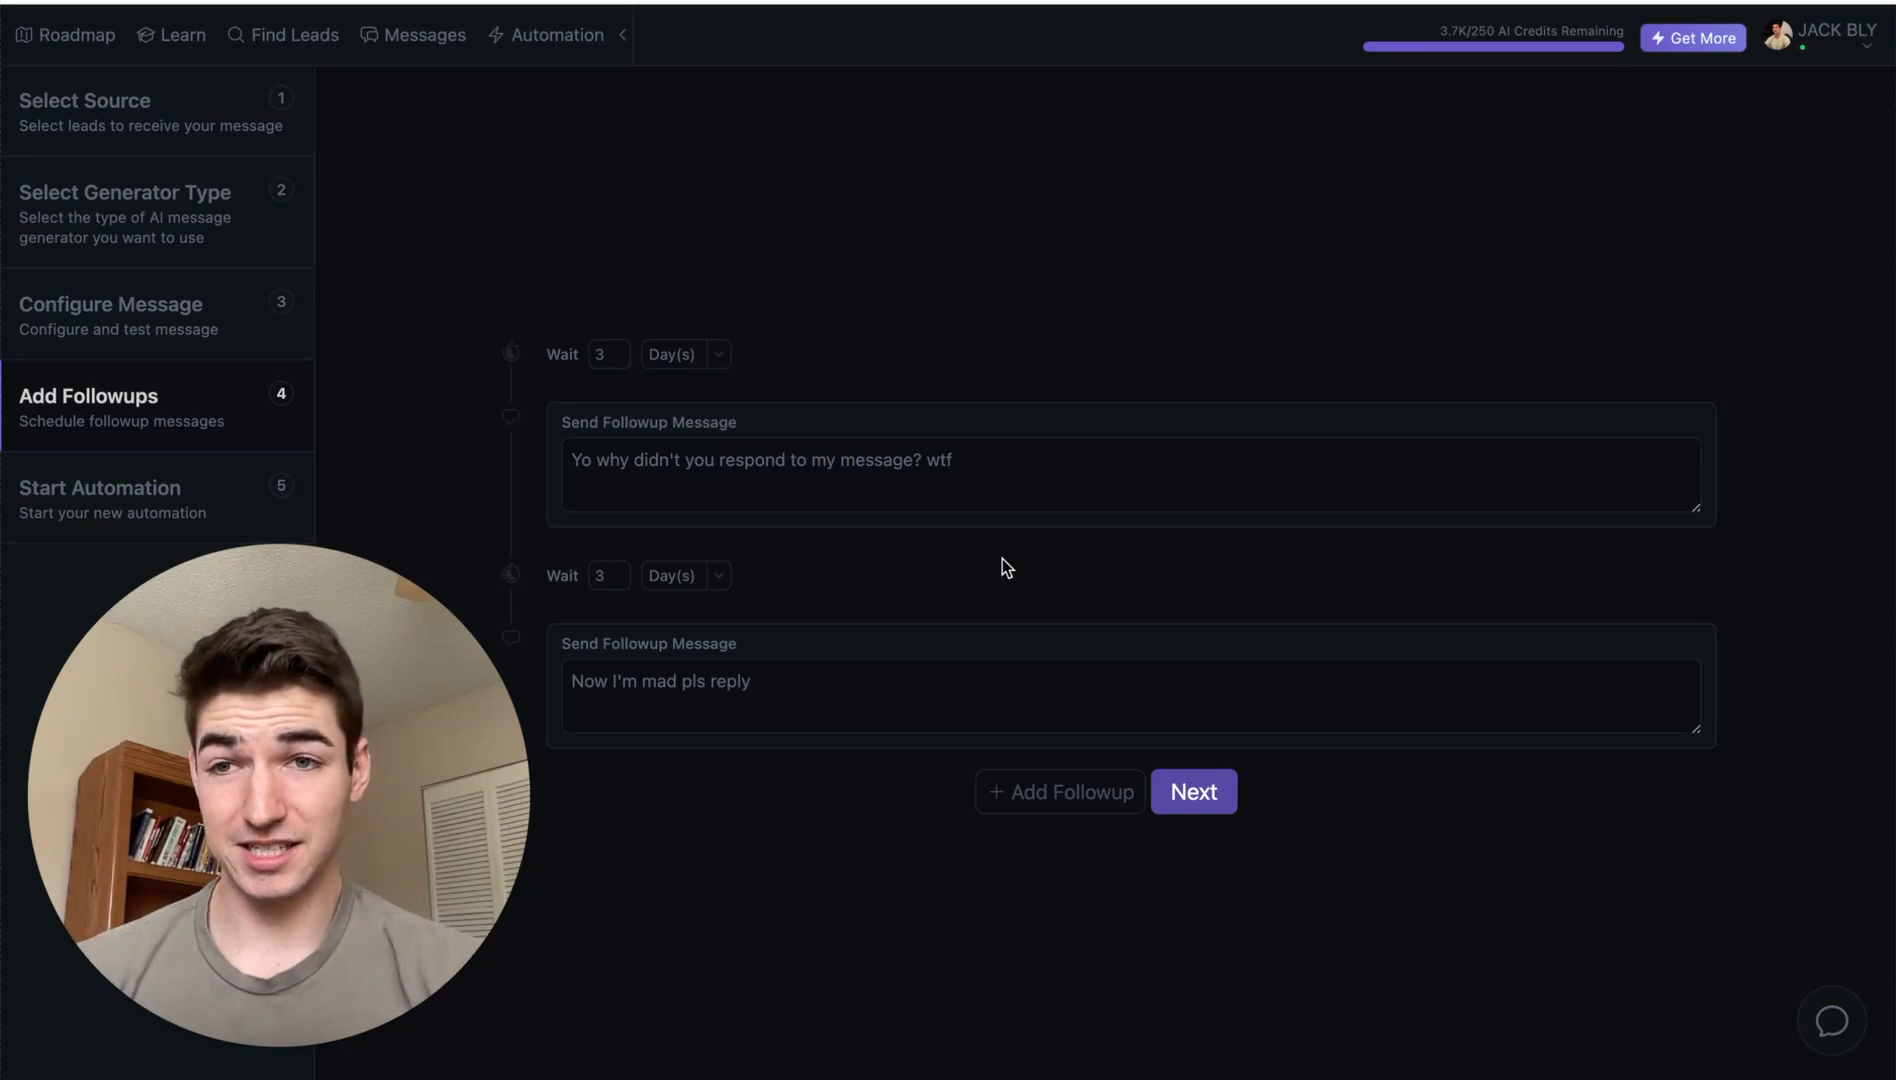 Roadmap
Learn
Find Leads
Messages
Automation
3.7K/250 AI Credits Remaining
Get More
JACK BLY
Select Source
1
Select leads to receive your message
Select Generator Type
2
Select the type of AI message
generator you want to use
Configure Message
3
Configure and test message
Add Followups
4
Schedule followup messages
Start Automation
5
Start your new automation
Wait 3 Day(s)
Send Followup Message
Yo why didn't you respond to my message? wtf
Wait 3 Day(s)
Send Followup Message
Now I'm mad pls reply
+ Add Followup
Next